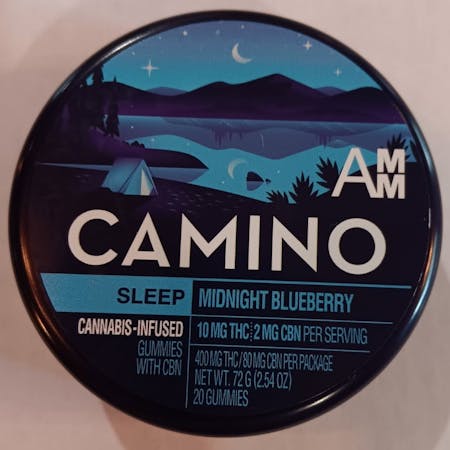 AMM
CAMINO
SLEEP MIDNIGHT BLUEBERRY
CANNABIS-INFUSED
GUMMIES
WITH CBN
10 MG THC:2 MG CBN PER SERVING
400 MG THC/80 MG CBN PER PACKAGE
NET WT. 72 G (2.54 OZ)
20 GUMMIES